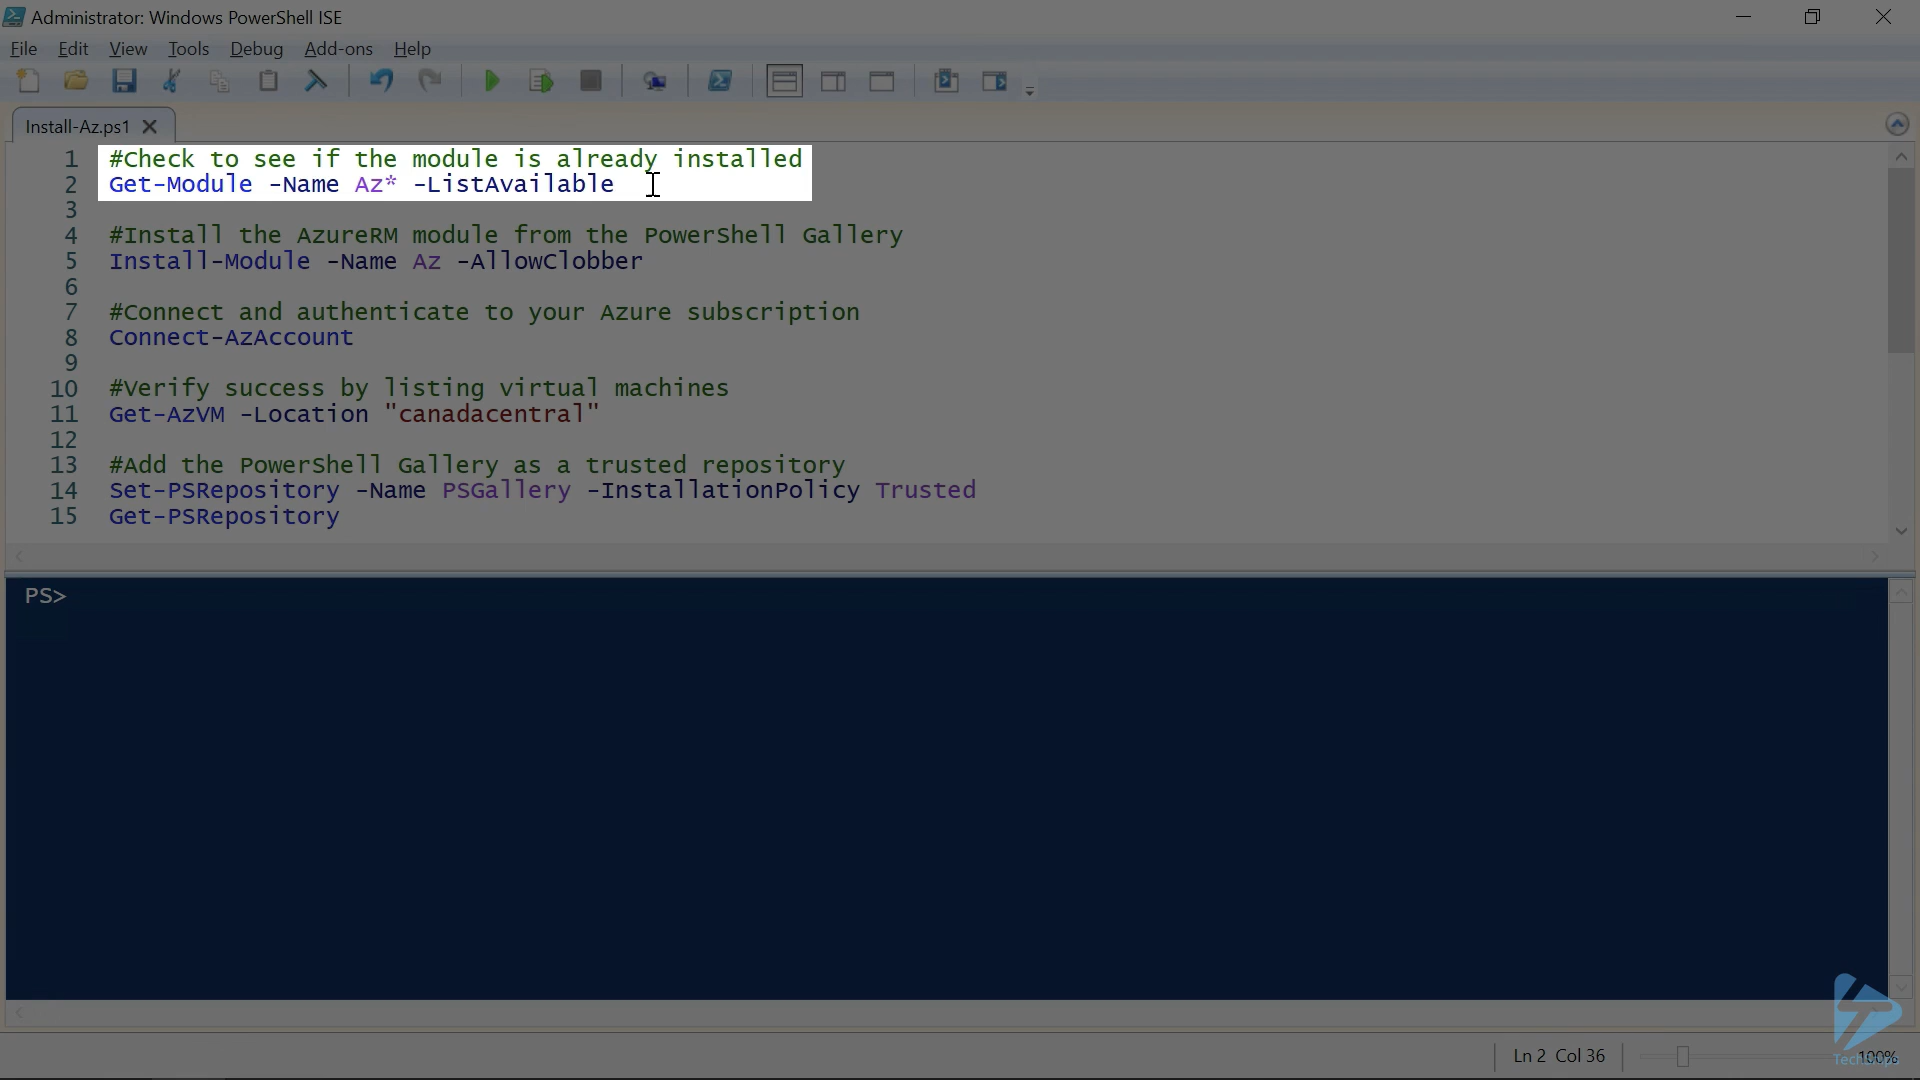 Administrator: Windows PowerShell ISE
File Edit View Tools Debug Add-ons Help
Install-Az.ps1
1 #Check to see if the module is already installed
2 Get-Module -Name Az* -ListAvailable
3
4 #Install the AzureRM module from the PowerShell Gallery
5 Install-Module -Name Az -AllowClobber
6
7 #Connect and authenticate to your Azure subscription
8 Connect-AzAccount
9
10 #Verify success by listing virtual machines
11 Get-AzVM -Location "canadacentral"
12
13 #Add the PowerShell Gallery as a trusted repository
14 Set-PSRepository -Name PSGallery -InstallationPolicy Trusted
15 Get-PSRepository
PS>
Ln 2 Col 36
100%